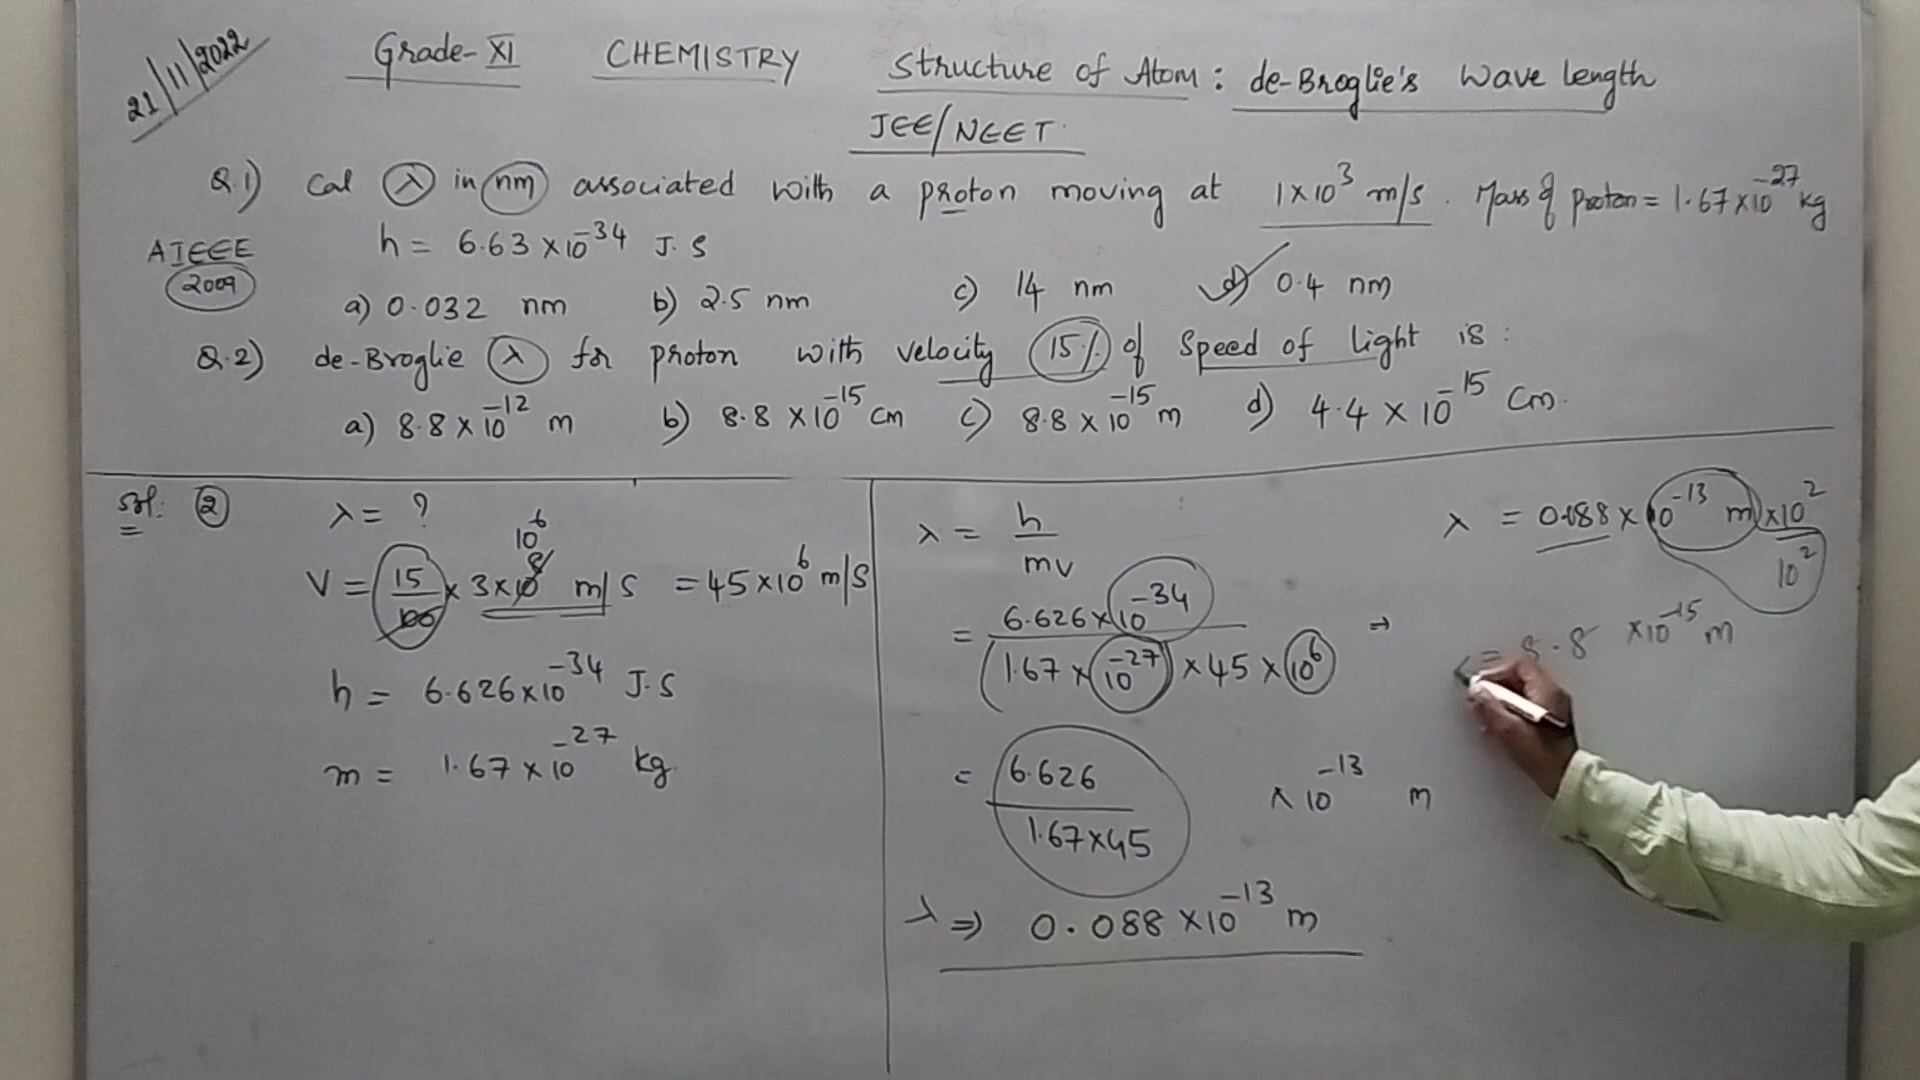 21/11/2022
Grade-XI CHEMISTRY Structure of Atom: de-Broglie's Wave length
JEE/NEET
Q.1) Cal λ in nm associated with a proton moving at 1×10³ m/s. Mass of proton = 1.67×10⁻²⁷ kg
AIEEE
2009
h = 6.63×10⁻³⁴ J.S
a) 0.032 nm b) 2.5 nm c) 14 nm d) 0.4 nm
Q.2) de-Broglie λ for proton with velocity 15% of speed of light is:
a) 8.8×10⁻¹² m b) 8.8×10⁻¹⁵ cm c) 8.8×10⁻¹⁵ m d) 4.4×10⁻¹⁵ Cm.
Sol: ②
λ = ?
10⁶
V = 15/100 × 3×10⁸ m/s = 45×10⁶ m/s
h = 6.626×10⁻³⁴ J.S
m = 1.67×10⁻²⁷ kg.
λ = h/mv
= 6.626×10⁻³⁴/(1.67×10⁻²⁷)×45×10⁶ →
= 6.626/1.67×45 ×10⁻¹³ m
λ ⇒ 0.088×10⁻¹³ m
λ = 0.088×10⁻¹³ m×10²/10²
= 8.8 ×10⁻¹⁵ m